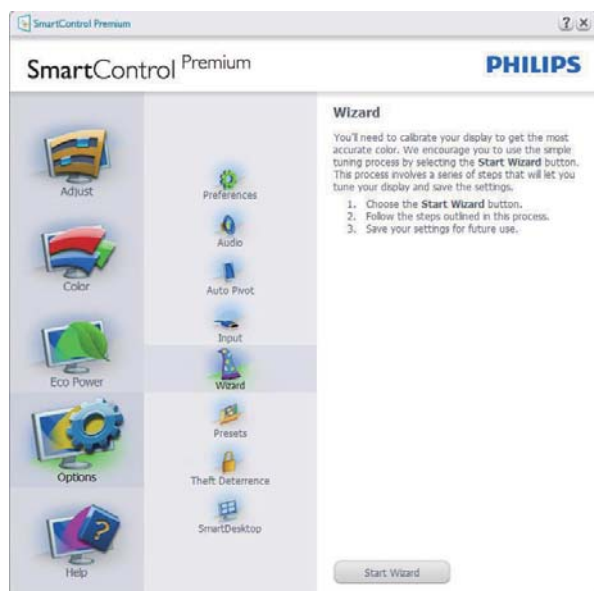 SmartControl Premium
SmartControl Premium
PHILIPS
Adjust
Color
Eco Power
Options
Help
Preferences
Audio
Auto Pivot
Input
Wizard
Presets
Theft Deterrence
SmartDesktop
Wizard
You'll need to calibrate your display to get the most
accurate color. We encourage you to use the simple
tuning process by selecting the Start Wizard button.
This process involves a series of steps that will let you
tune your display and save the settings.
1. Choose the Start Wizard button.
2. Follow the steps outlined in this process.
3. Save your settings for future use.
Start Wizard